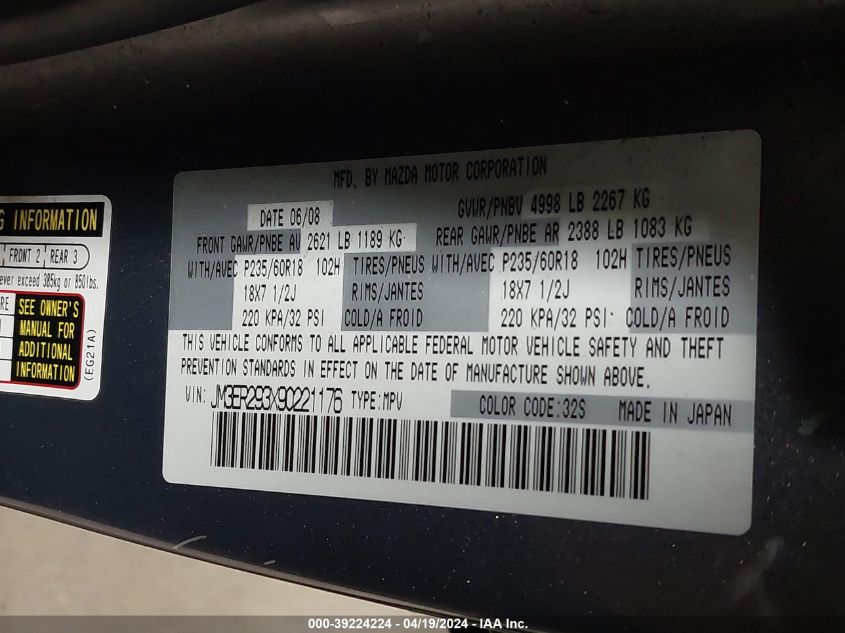 G INFORMATION
FRONT 2 REAR 3
ever exceed 385kg or 850lbs.
RE
SEE OWNER'S
MANUAL FOR
ADDITIONAL
INFORMATION
(EG21A)
MFD. BY MAZDA MOTOR CORPORATION
DATE 06/08 GVWR/PNBV 4998 LB 2267 KG
FRONT GAWR/PNBE AV 2621 LB 1189 KG REAR GAWR/PNBE AR 2388 LB 1083 KG
WITH/AVEC P235/60R18 102H TIRES/PNEUS WITH/AVEC P235/60R18 102H TIRES/PNEUS
18X7 1/2J RIMS/JANTES 18X7 1/2J RIMS/JANTES
220 KPA/32 PSI COLD/A FROID 220 KPA/32 PSI COLD/A FROID
THIS VEHICLE CONFORMS TO ALL APPLICABLE FEDERAL MOTOR VEHICLE SAFETY AND THEFT
PREVENTION STANDARDS IN EFFECT ON THE DATE OF MANUFACTURE SHOWN ABOVE.
VIN: JM3ER293X90221176 TYPE:MPV COLOR CODE:32S MADE IN JAPAN
000-39224224 - 04/19/2024 - IAA Inc.